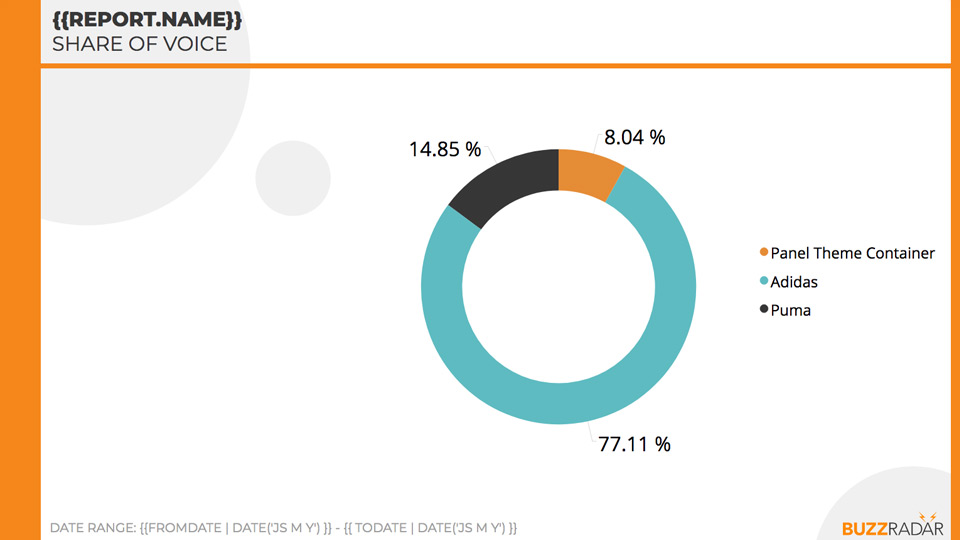 {{REPORT.NAME}}
SHARE OF VOICE
14.85 %
8.04 %
Panel Theme Container
Adidas
Puma
77.11 %
DATE RANGE: {{FROMDATE | DATE('JS M Y') }} - {{ TODATE | DATE('JS M Y') }}
BUZZRADAR